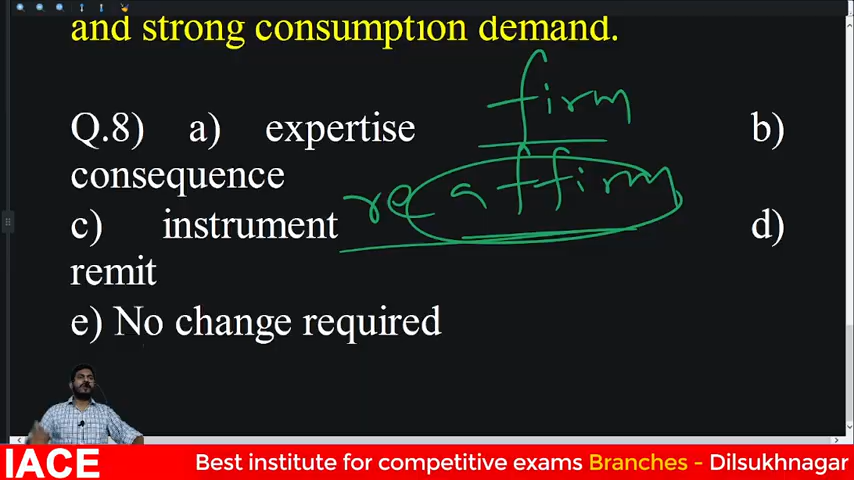 and strong consumption demand.
firm
Q.8) a) expertise b)
consequence
reaffirm
c) instrument d)
remit
e) No change required
IACE Best institute for competitive exams Branches - Dilsukhnagar